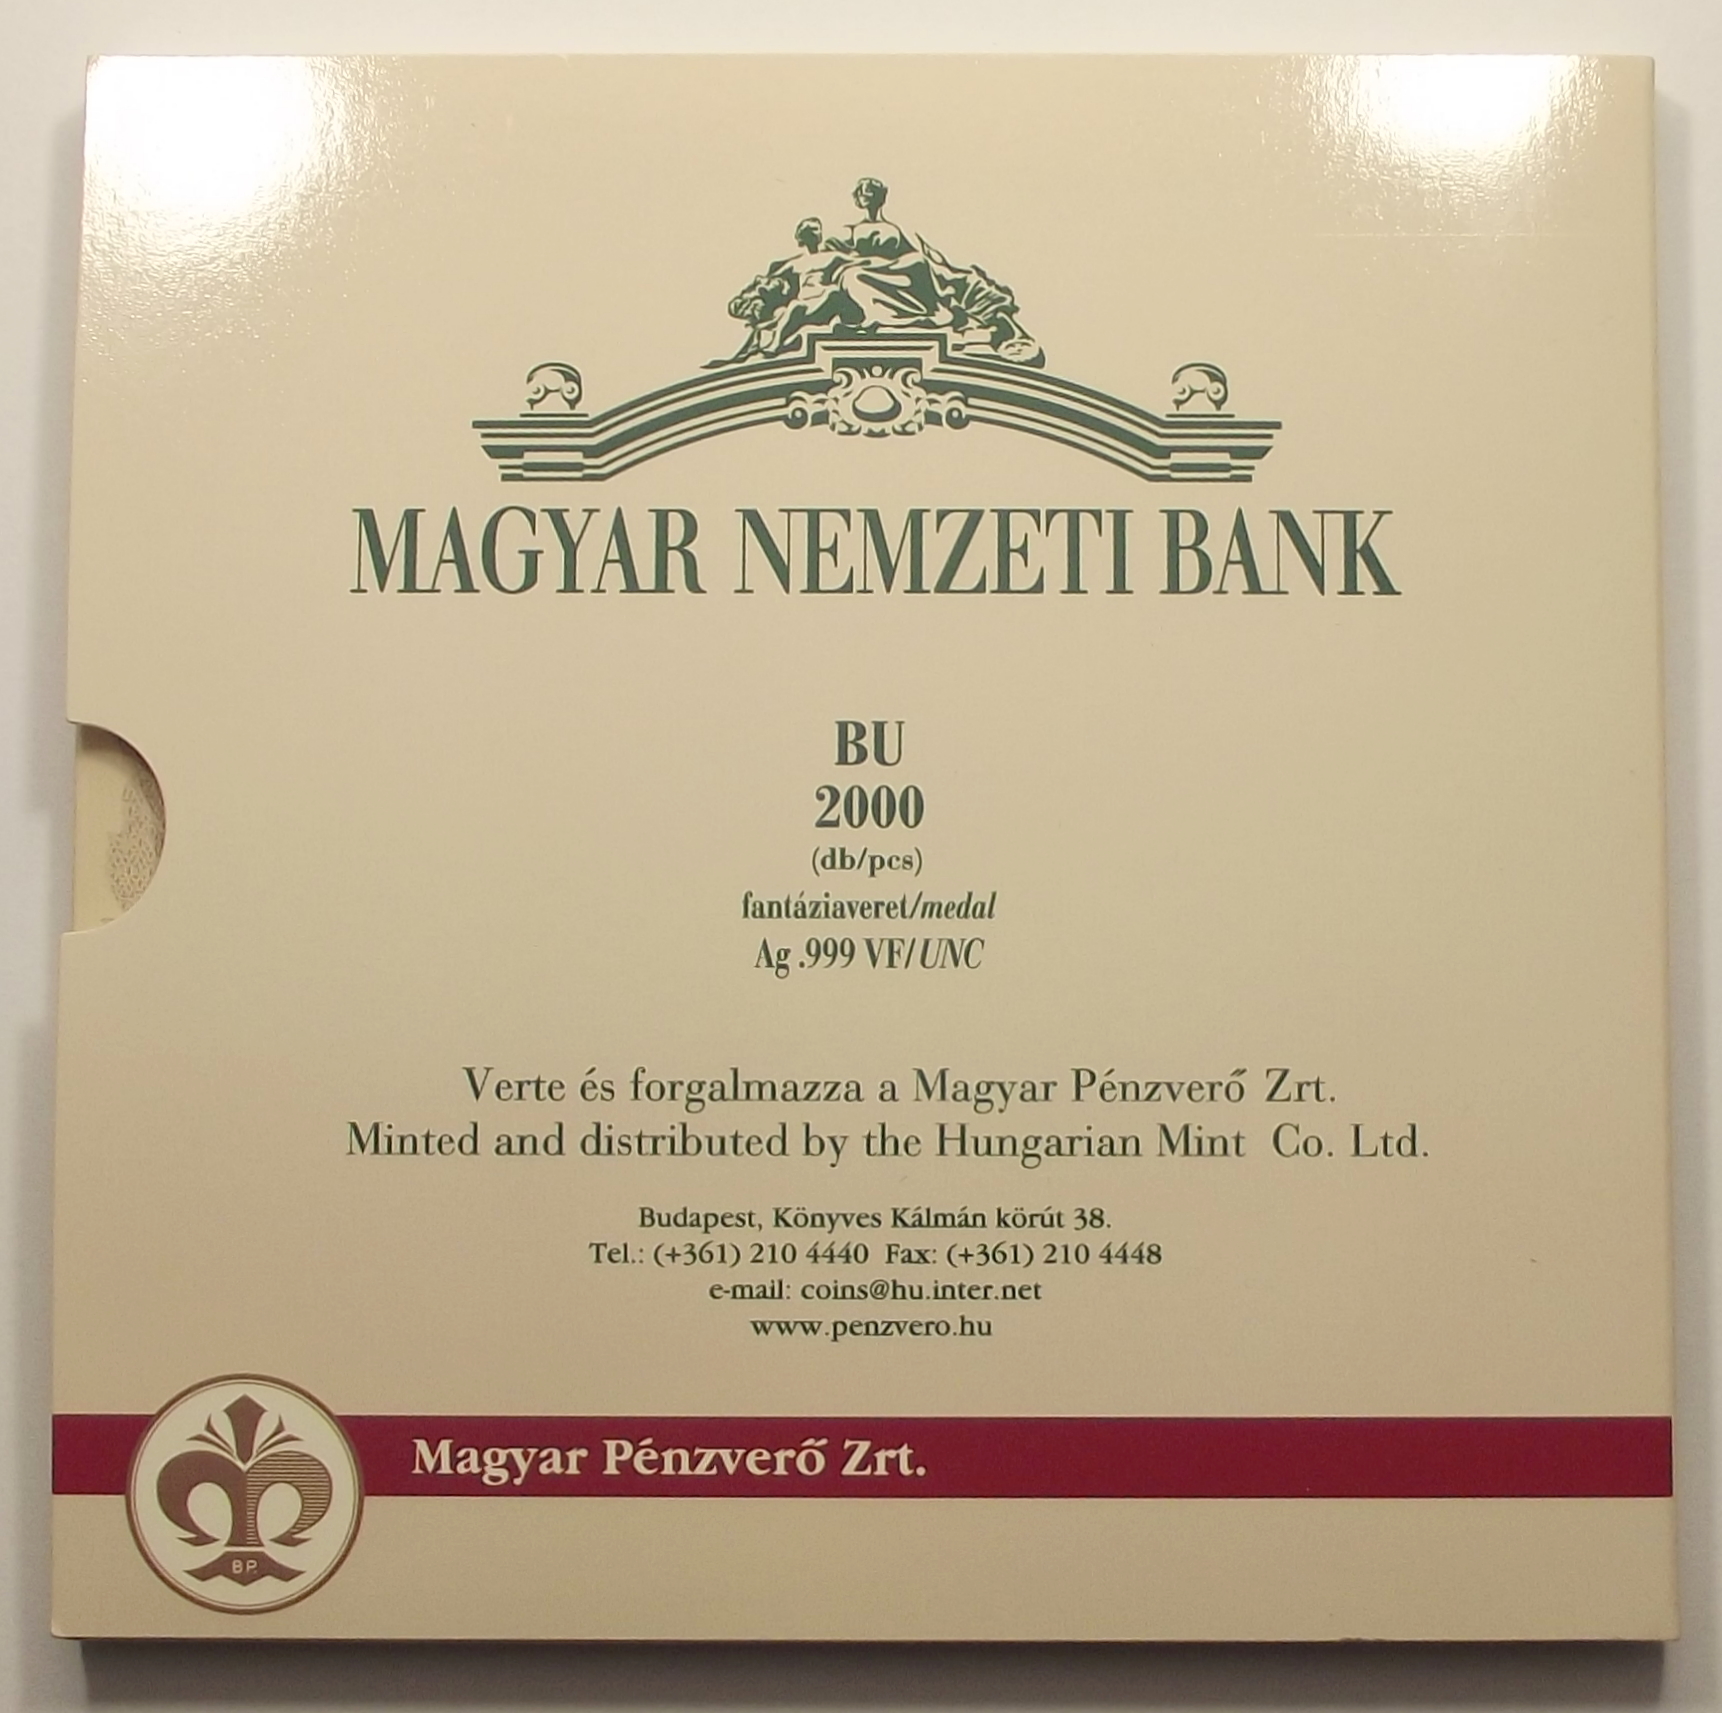 MAGYAR NEMZETI BANK
BU
2000
(db/pcs)
fantáziaveret/medal
Ag .999 VF/UNC
Verte és forgalmazza a Magyar Pénzverő Zrt.
Minted and distributed by the Hungarian Mint Co. Ltd.
Budapest, Könyves Kálmán körút 38.
Tel.: (+361) 210 4440 Fax: (+361) 210 4448
e-mail: coins@hu.inter.net
www.penzvero.hu
Magyar Pénzverő Zrt.
BP.